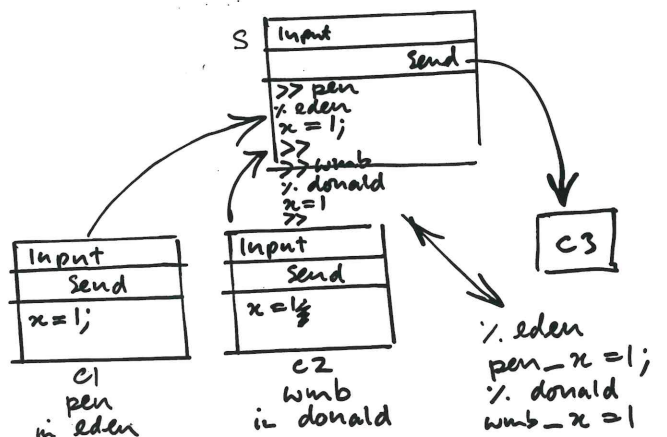 S
Input
Send
>> pen
% eden
x = 1;
>>
>> wmb
% donald
x=1
>>
Input
Send
x = 1;
c1
pen
in eden
Input
Send
x = 1;
c2
wmb
in donald
c3
% eden
pen_x = 1;
% donald
wmb_x = 1